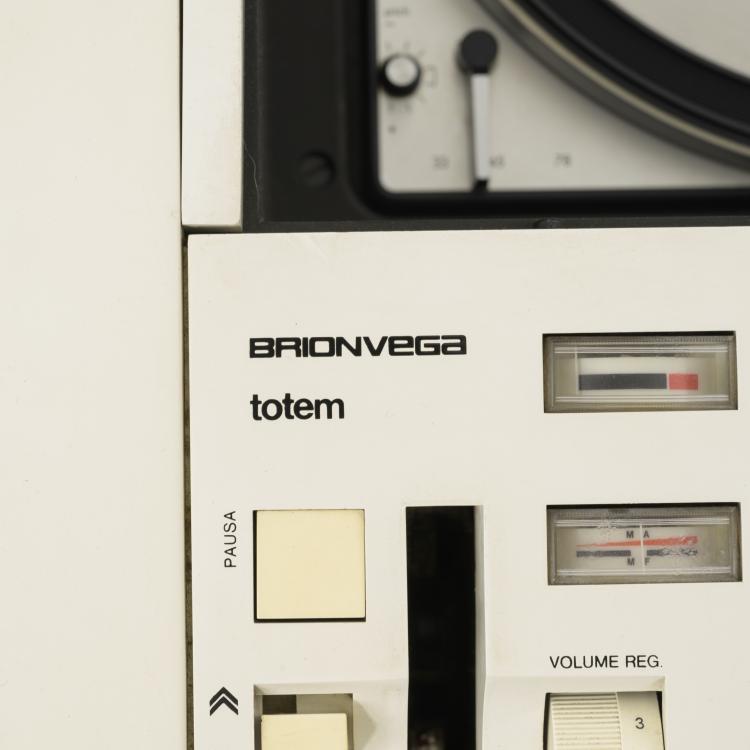 33 45 78
BRIONVEGA
totem
PAUSA
M A
M F
VOLUME REG.
3